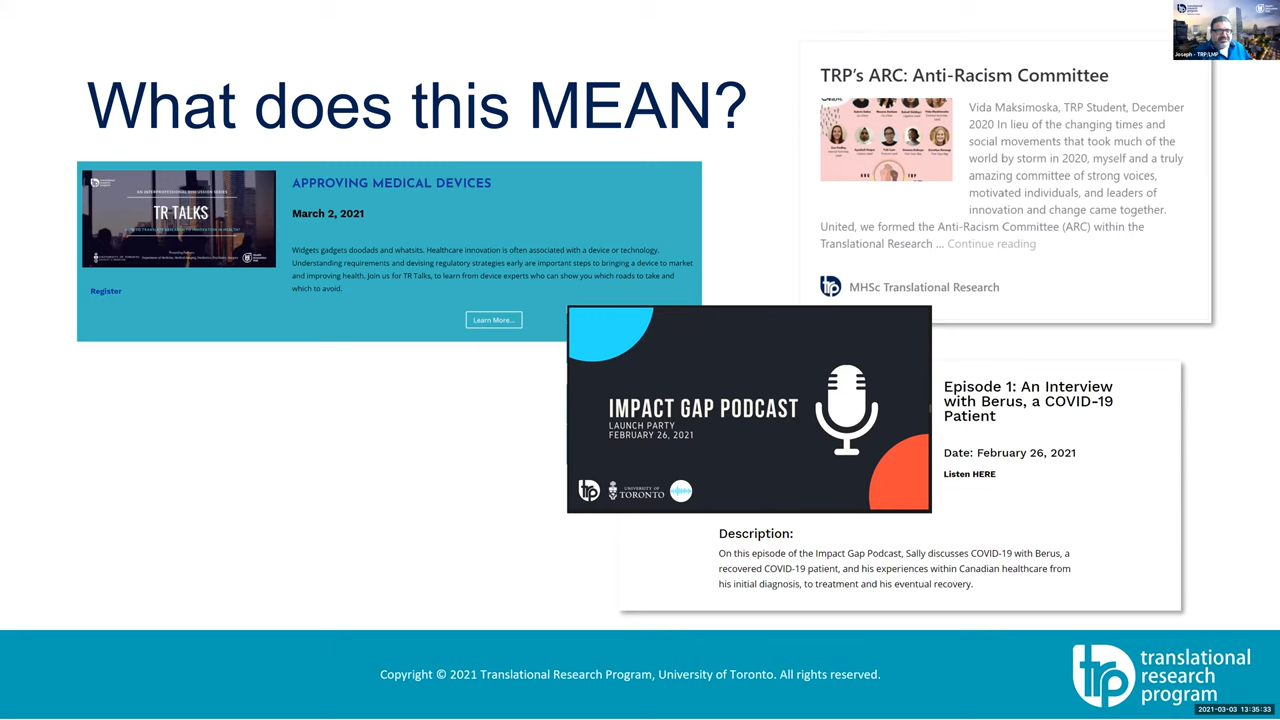 What does this MEAN?
APPROVING MEDICAL DEVICES
March 2, 2021
AN INTERPROFESSIONAL DISCUSSION SERIES
TR TALKS
Widgets gadgets doodads and whatsits. Healthcare innovation is often associated with a device or technology.
Understanding requirements and devising regulatory strategies early are important steps to bringing a device to market
and improving health. Join us for TR Talks, to learn from device experts who can show you which roads to take and
which to avoid.
Register
Learn More...
TRP's ARC: Anti-Racism Committee
Vida Maksimoska, TRP Student, December
2020 In lieu of the changing times and
social movements that took much of the
world by storm in 2020, myself and a truly
amazing committee of strong voices,
motivated individuals, and leaders of
innovation and change came together.
United, we formed the Anti-Racism Committee (ARC) within the
Translational Research ... Continue reading
trp
MHSc Translational Research
IMPACT GAP PODCAST
LAUNCH PARTY
FEBRUARY 26, 2021
trp
UNIVERSITY OF
TORONTO
Episode 1: An Interview
with Berus, a COVID-19
Patient
Date: February 26, 2021
Listen HERE
Description:
On this episode of the Impact Gap Podcast, Sally discusses COVID-19 with Berus, a
recovered COVID-19 patient, and his experiences within Canadian healthcare from
his initial diagnosis, to treatment and his eventual recovery.
Copyright © 2021 Translational Research Program, University of Toronto. All rights reserved.
trp
translational
research
program
Joseph - TRP/LMP
2021-03-03 13:35:33